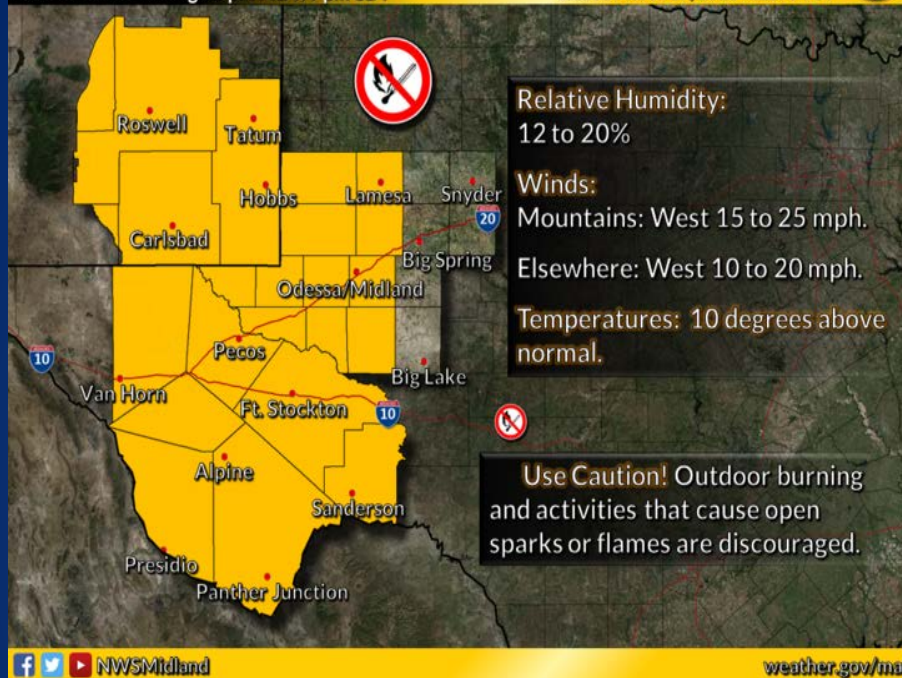 Roswell
Tatum
Hobbs
Lamesa
Snyder
20
Carlsbad
Big Spring
Odessa/Midland
Pecos
10
Big Lake
Van Horn
Ft. Stockton
10
Alpine
Sanderson
Presidio
Panther Junction
Relative Humidity:
12 to 20%
Winds:
Mountains: West 15 to 25 mph.
Elsewhere: West 10 to 20 mph.
Temperatures: 10 degrees above
normal.
Use Caution! Outdoor burning
and activities that cause open
sparks or flames are discouraged.
NWSMidland
weather.gov/ma